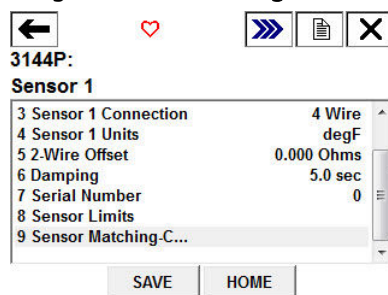 3144P:
Sensor 1
3 Sensor 1 Connection 4 Wire
4 Sensor 1 Units degF
5 2-Wire Offset 0.000 Ohms
6 Damping 5.0 sec
7 Serial Number 0
8 Sensor Limits
9 Sensor Matching-C...
SAVE HOME